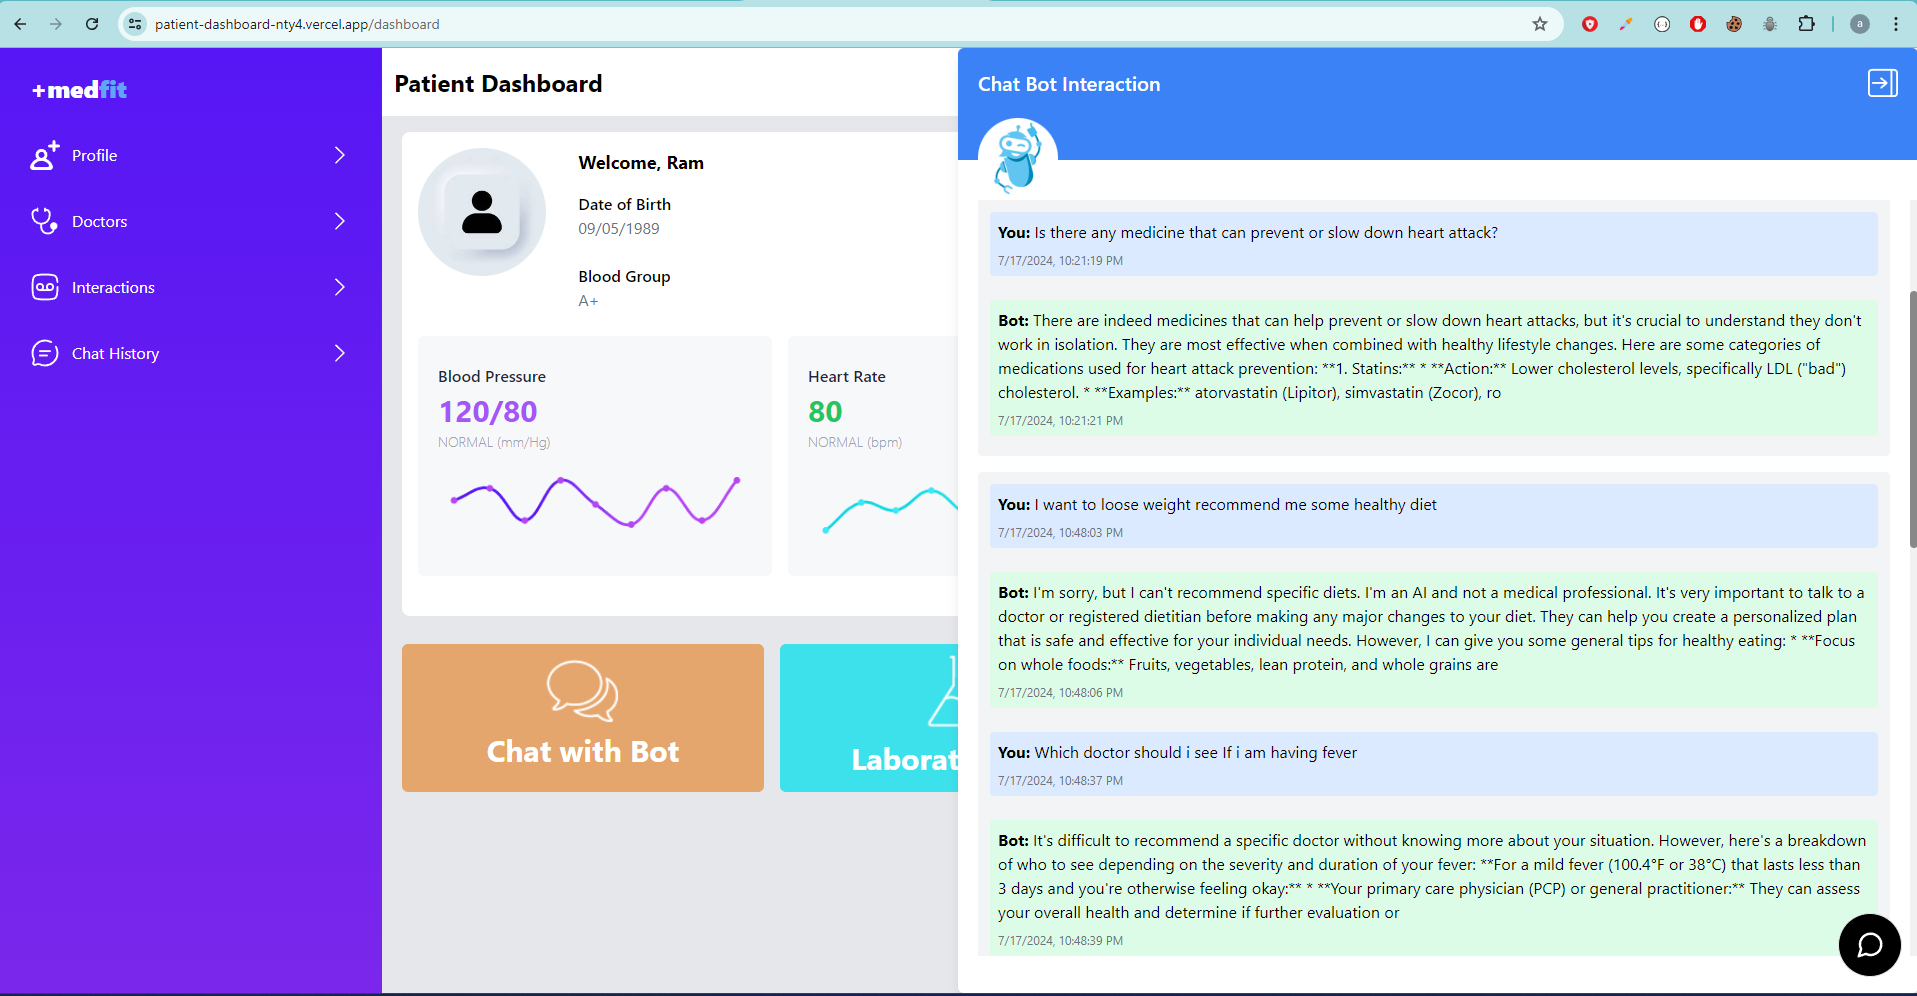 patient-dashboard-nty4.vercel.app/dashboard
a
+medfit
Profile
Doctors
Interactions
Chat History
Patient Dashboard
Welcome, Ram
Date of Birth
09/05/1989
Blood Group
A+
Blood Pressure
120/80
NORMAL (mm/Hg)
Heart Rate
80
NORMAL (bpm)
Chat with Bot
Laborat
Chat Bot Interaction
You: Is there any medicine that can prevent or slow down heart attack?
7/17/2024, 10:21:19 PM
Bot: There are indeed medicines that can help prevent or slow down heart attacks, but it's crucial to understand they don't
work in isolation. They are most effective when combined with healthy lifestyle changes. Here are some categories of
medications used for heart attack prevention: **1. Statins:** * **Action:** Lower cholesterol levels, specifically LDL ("bad")
cholesterol. * **Examples:** atorvastatin (Lipitor), simvastatin (Zocor), ro
7/17/2024, 10:21:21 PM
You: I want to loose weight recommend me some healthy diet
7/17/2024, 10:48:03 PM
Bot: I'm sorry, but I can't recommend specific diets. I'm an AI and not a medical professional. It's very important to talk to a
doctor or registered dietitian before making any major changes to your diet. They can help you create a personalized plan
that is safe and effective for your individual needs. However, I can give you some general tips for healthy eating: * **Focus
on whole foods:** Fruits, vegetables, lean protein, and whole grains are
7/17/2024, 10:48:06 PM
You: Which doctor should i see If i am having fever
7/17/2024, 10:48:37 PM
Bot: It's difficult to recommend a specific doctor without knowing more about your situation. However, here's a breakdown
of who to see depending on the severity and duration of your fever: **For a mild fever (100.4°F or 38°C) that lasts less than
3 days and you're otherwise feeling okay:** * **Your primary care physician (PCP) or general practitioner:** They can assess
your overall health and determine if further evaluation or
7/17/2024, 10:48:39 PM